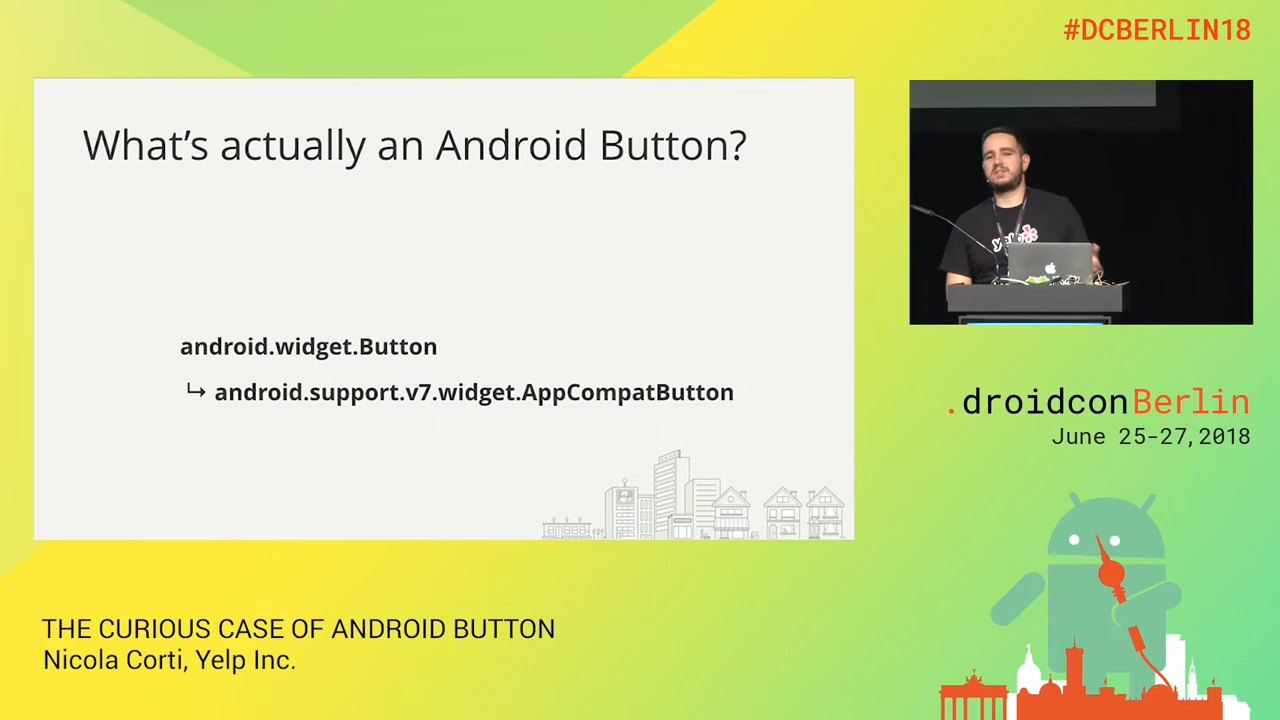 #DCBERLIN18
What's actually an Android Button?
android.widget.Button
↳ android.support.v7.widget.AppCompatButton
.droidconBerlin
June 25-27, 2018
THE CURIOUS CASE OF ANDROID BUTTON
Nicola Corti, Yelp Inc.